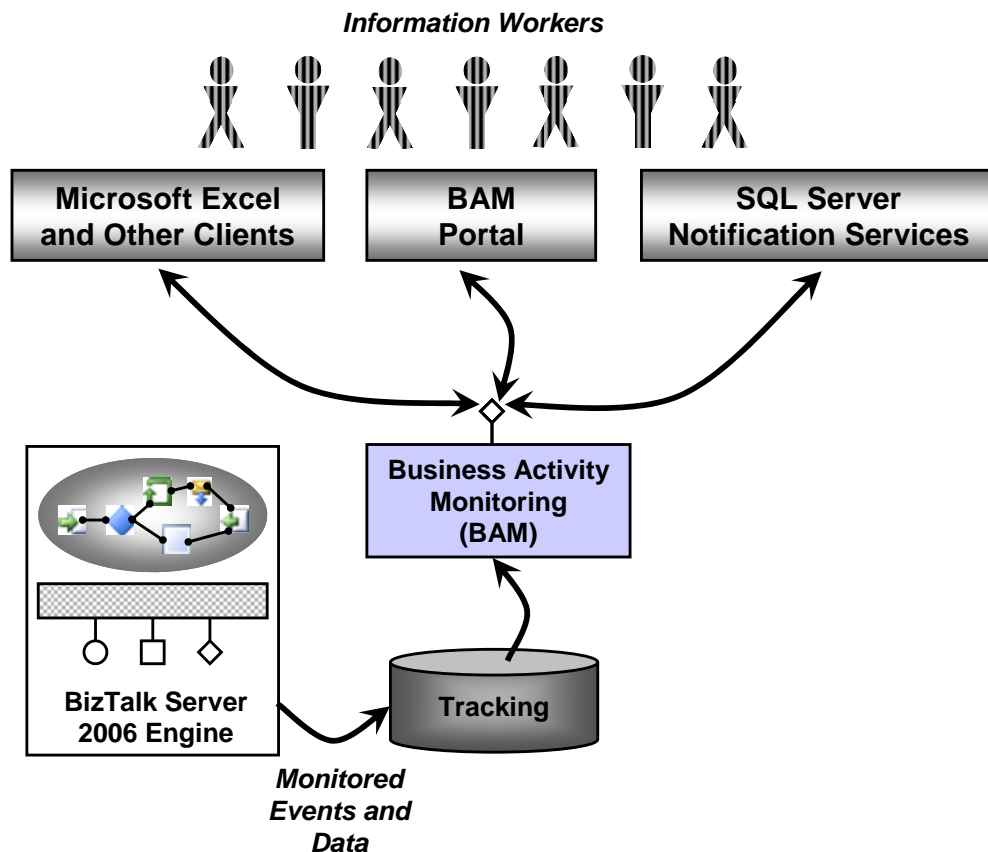 Information Workers
Microsoft Excel
and Other Clients
BAM
Portal
SQL Server
Notification Services
Business Activity
Monitoring
(BAM)
BizTalk Server
2006 Engine
Tracking
Monitored
Events and
Data